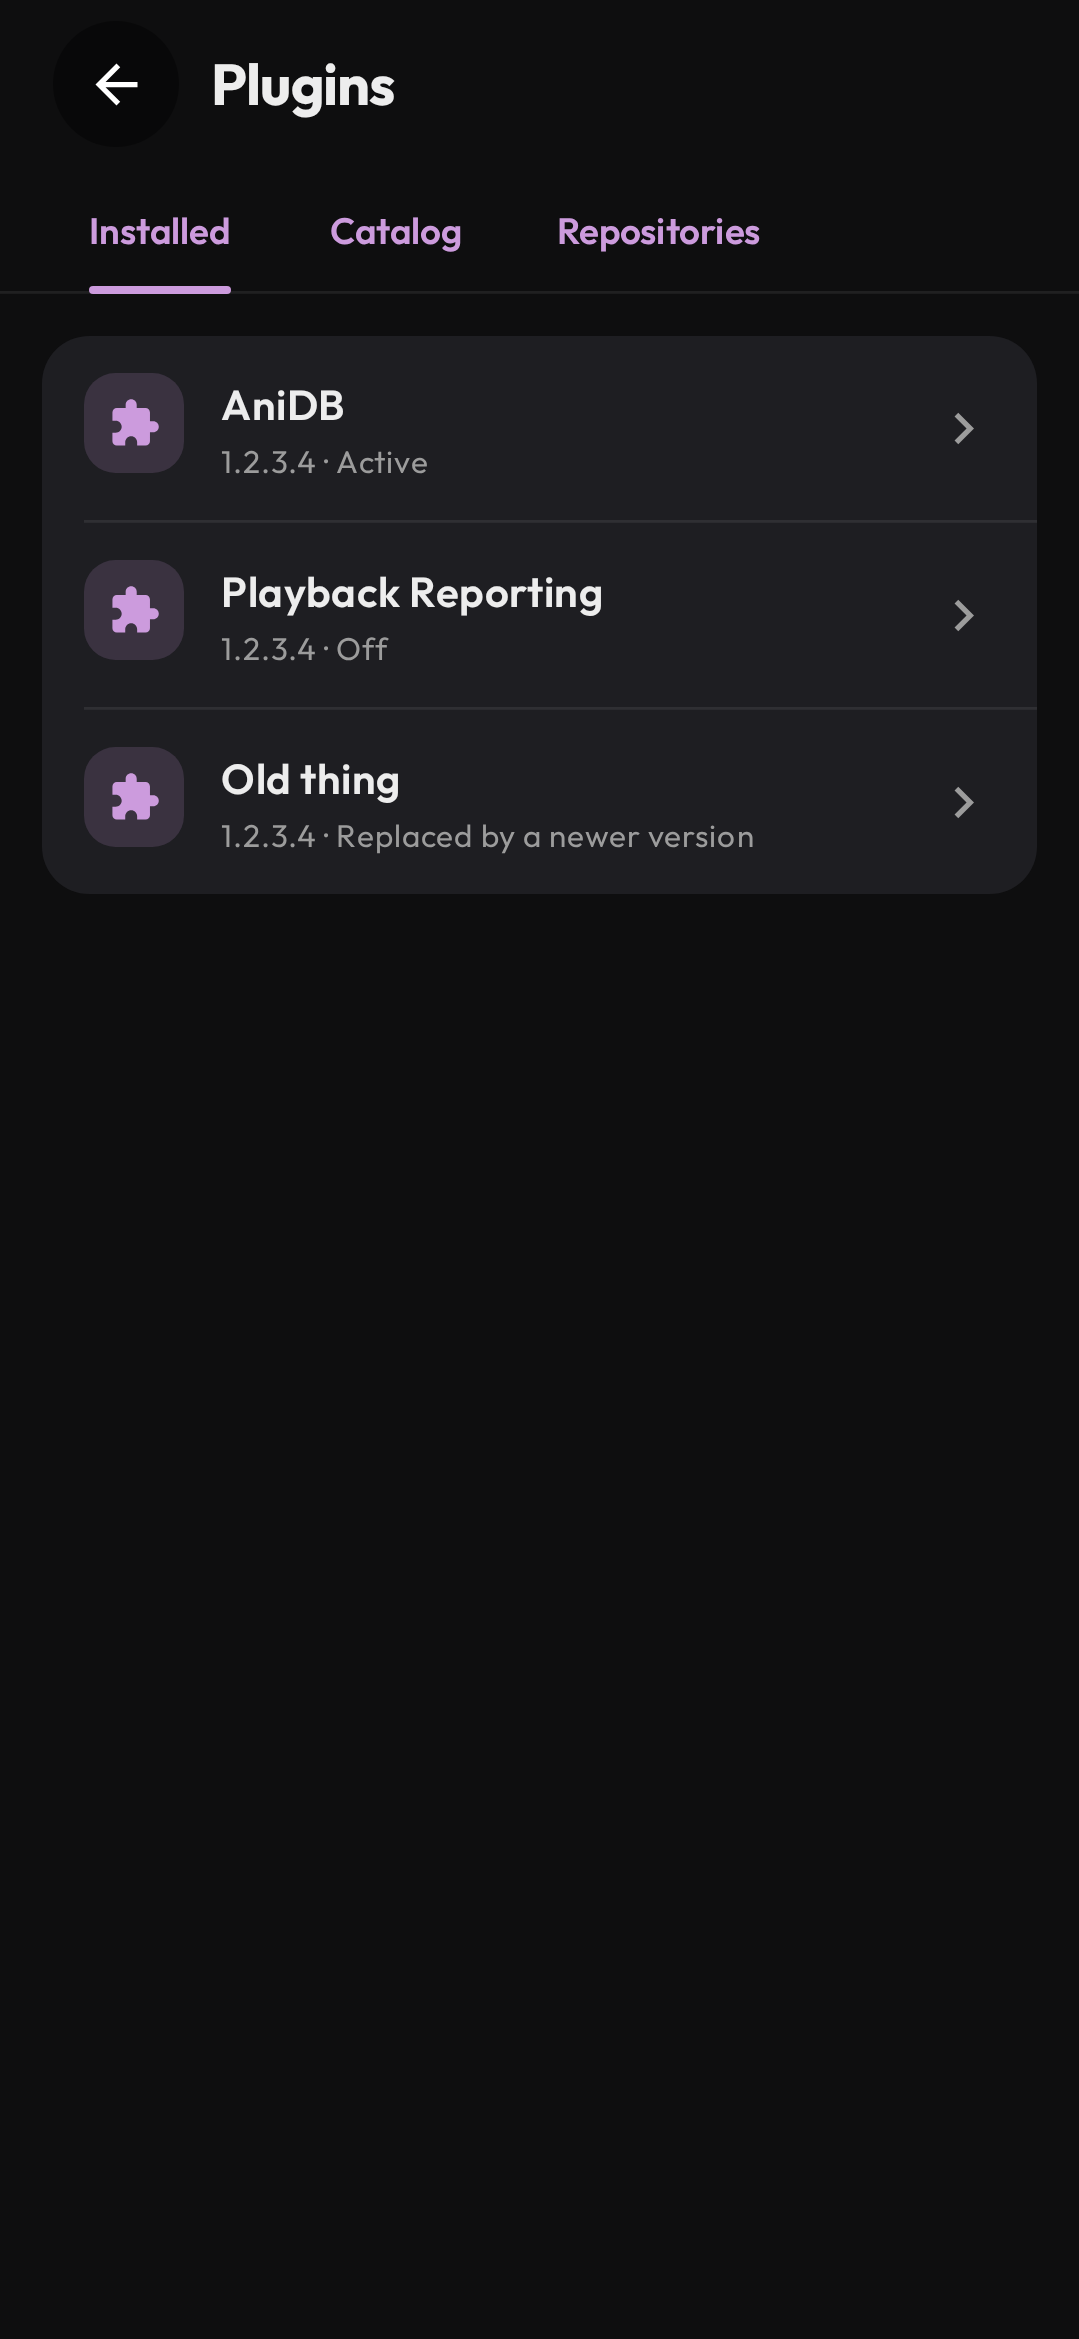 Plugins
Installed
Catalog
Repositories
AniDB
1.2.3.4 · Active
Playback Reporting
1.2.3.4 · Off
Old thing
1.2.3.4 · Replaced by a newer version